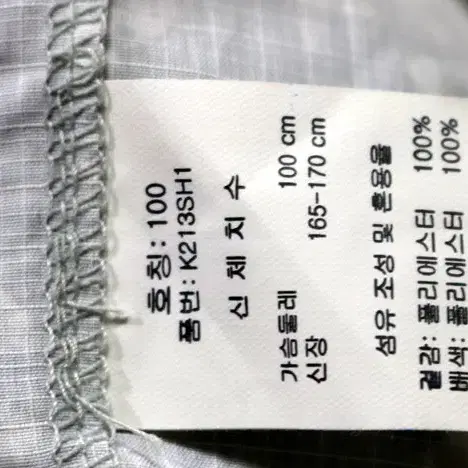 호칭: 100
품번: K213SH1
신 체 치 수
가슴둘레 100 cm
신장 165-170 cm
섬유 조성 및 혼용율
겉감: 폴리에스터 100%
배색: 폴리에스터 100%